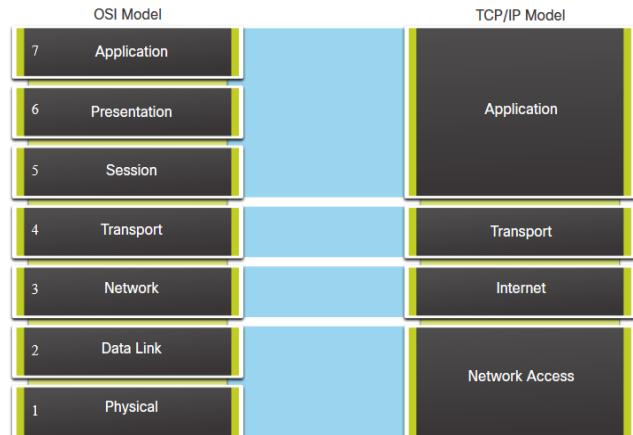 OSI Model
7 Application
6 Presentation
5 Session
4 Transport
3 Network
2 Data Link
1 Physical
TCP/IP Model
Application
Transport
Internet
Network Access